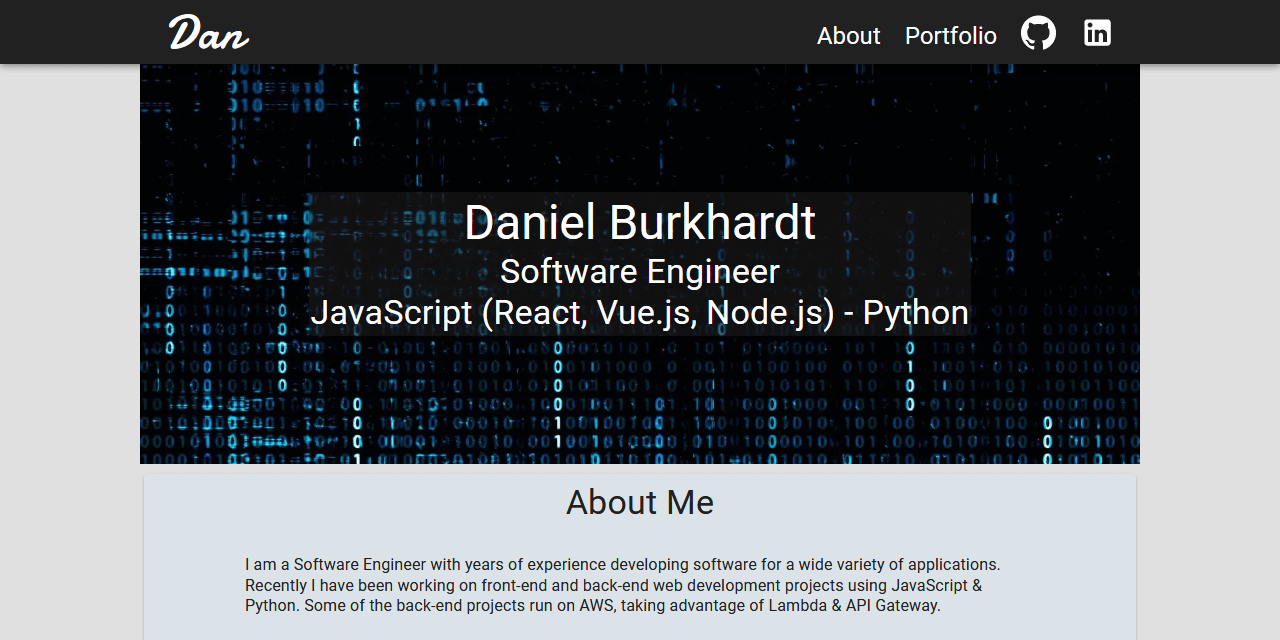 Dan
About Portfolio
Daniel Burkhardt
Software Engineer
JavaScript (React, Vue.js, Node.js) - Python
About Me
I am a Software Engineer with years of experience developing software for a wide variety of applications.
Recently I have been working on front-end and back-end web development projects using JavaScript &
Python. Some of the back-end projects run on AWS, taking advantage of Lambda & API Gateway.